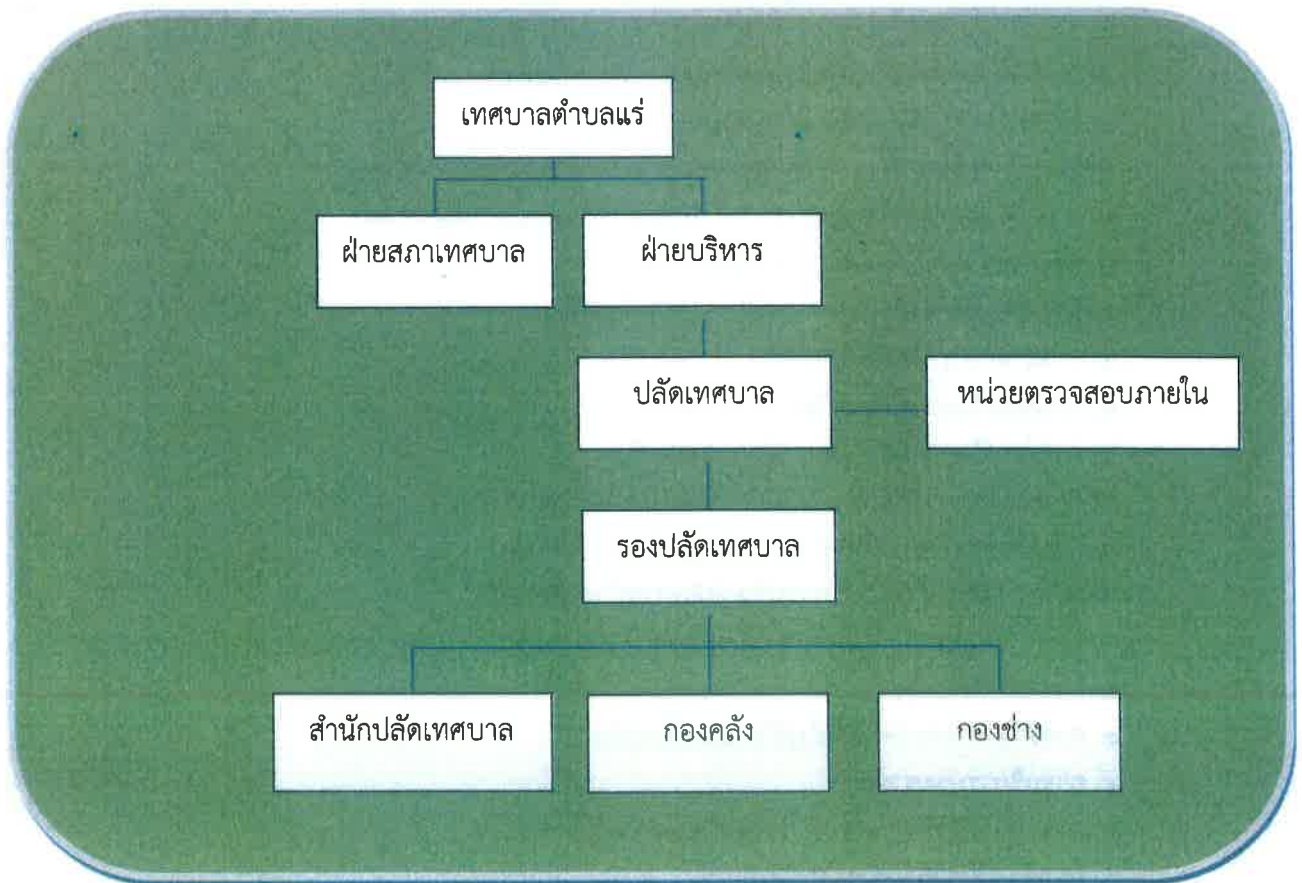 เทศบาลตำบลแร่
ฝ่ายสภาเทศบาล
ฝ่ายบริหาร
ปลัดเทศบาล
หน่วยตรวจสอบภายใน
รองปลัดเทศบาล
สำนักปลัดเทศบาล
กองคลัง
กองช่าง